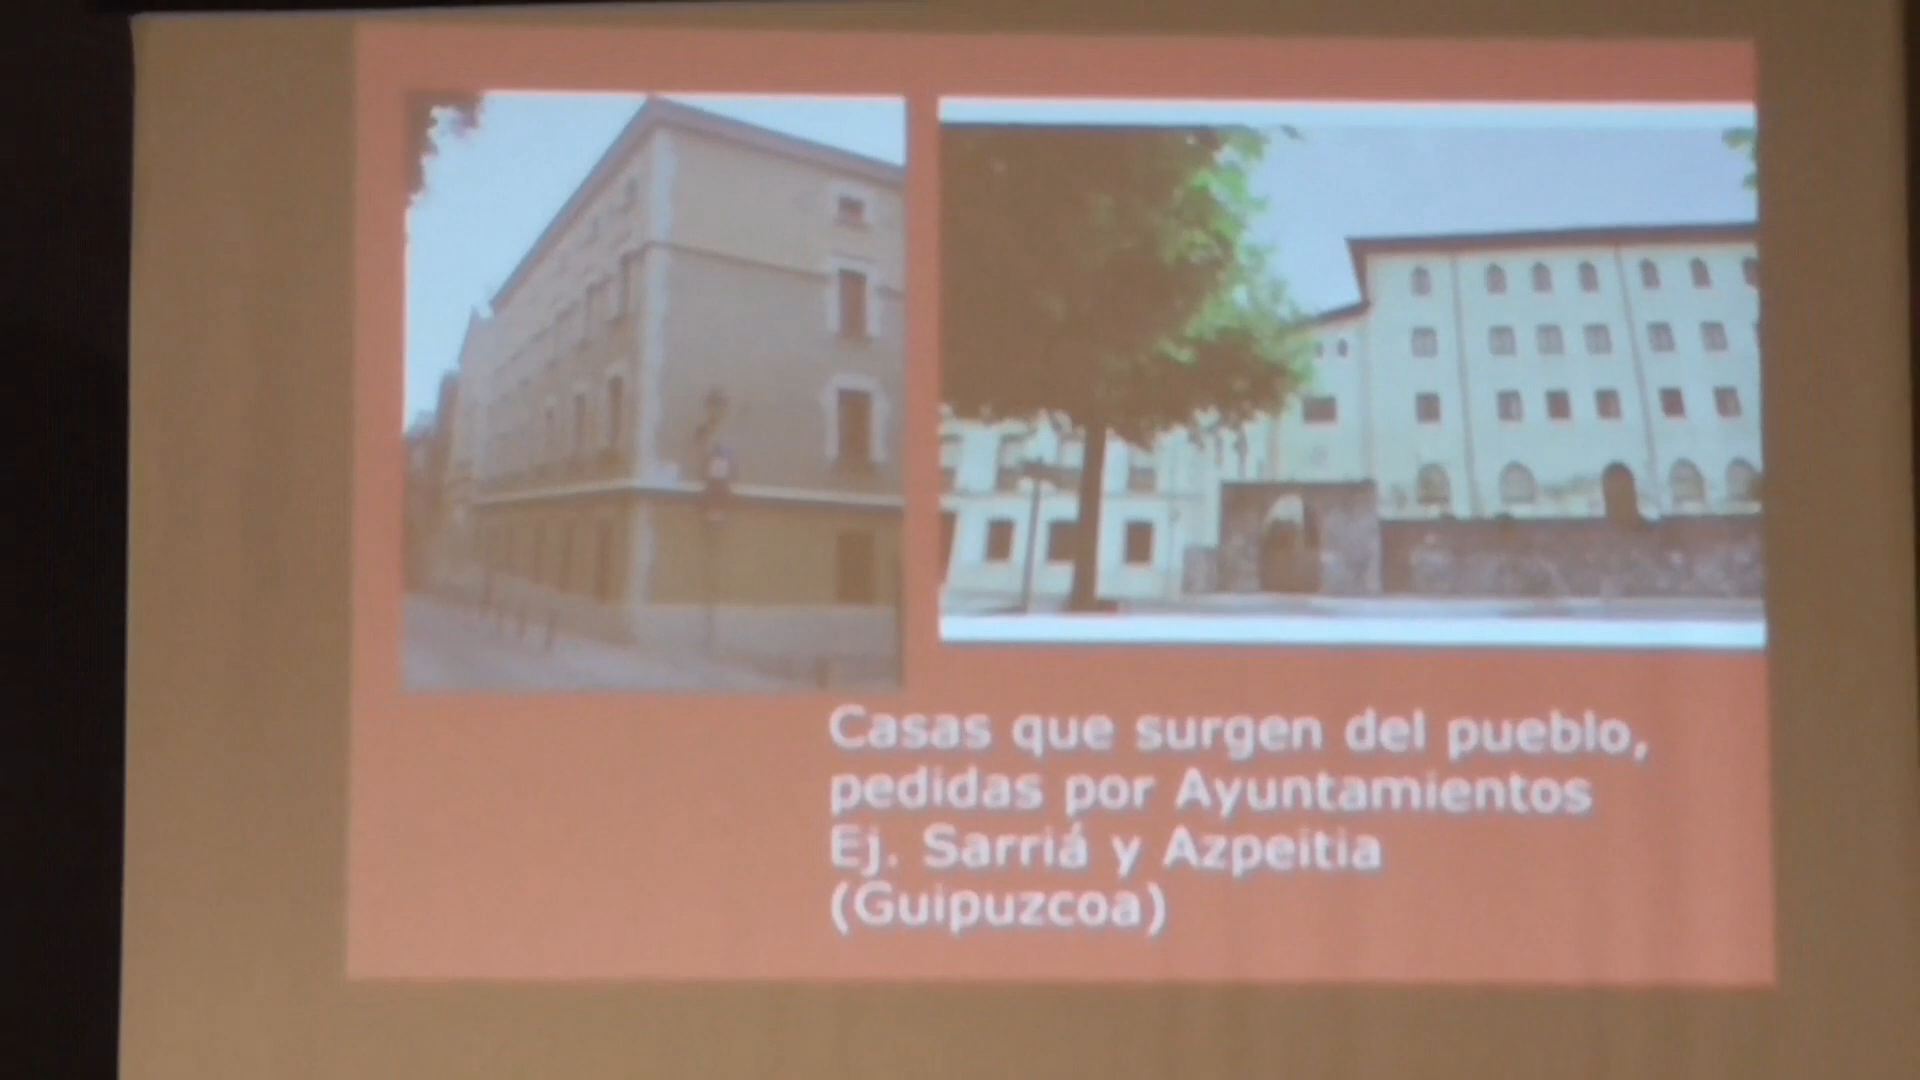 Casas que surgen del pueblo,
pedidas por Ayuntamientos
Ej. Sarriá y Azpeitia
(Guipuzcoa)